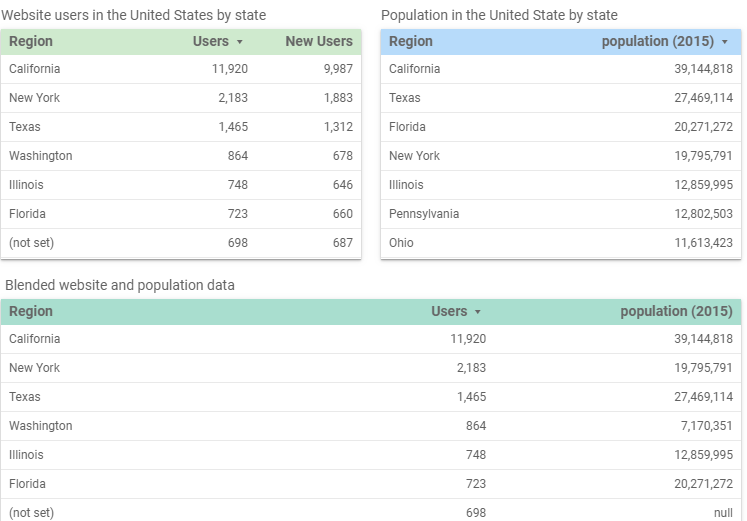 Website users in the United States by state
Region Users New Users
California 11,920 9,987
New York 2,183 1,883
Texas 1,465 1,312
Washington 864 678
Illinois 748 646
Florida 723 660
(not set) 698 687
Population in the United State by state
Region population (2015)
California 39,144,818
Texas 27,469,114
Florida 20,271,272
New York 19,795,791
Illinois 12,859,995
Pennsylvania 12,802,503
Ohio 11,613,423
Blended website and population data
Region Users population (2015)
California 11,920 39,144,818
New York 2,183 19,795,791
Texas 1,465 27,469,114
Washington 864 7,170,351
Illinois 748 12,859,995
Florida 723 20,271,272
(not set) 698 null